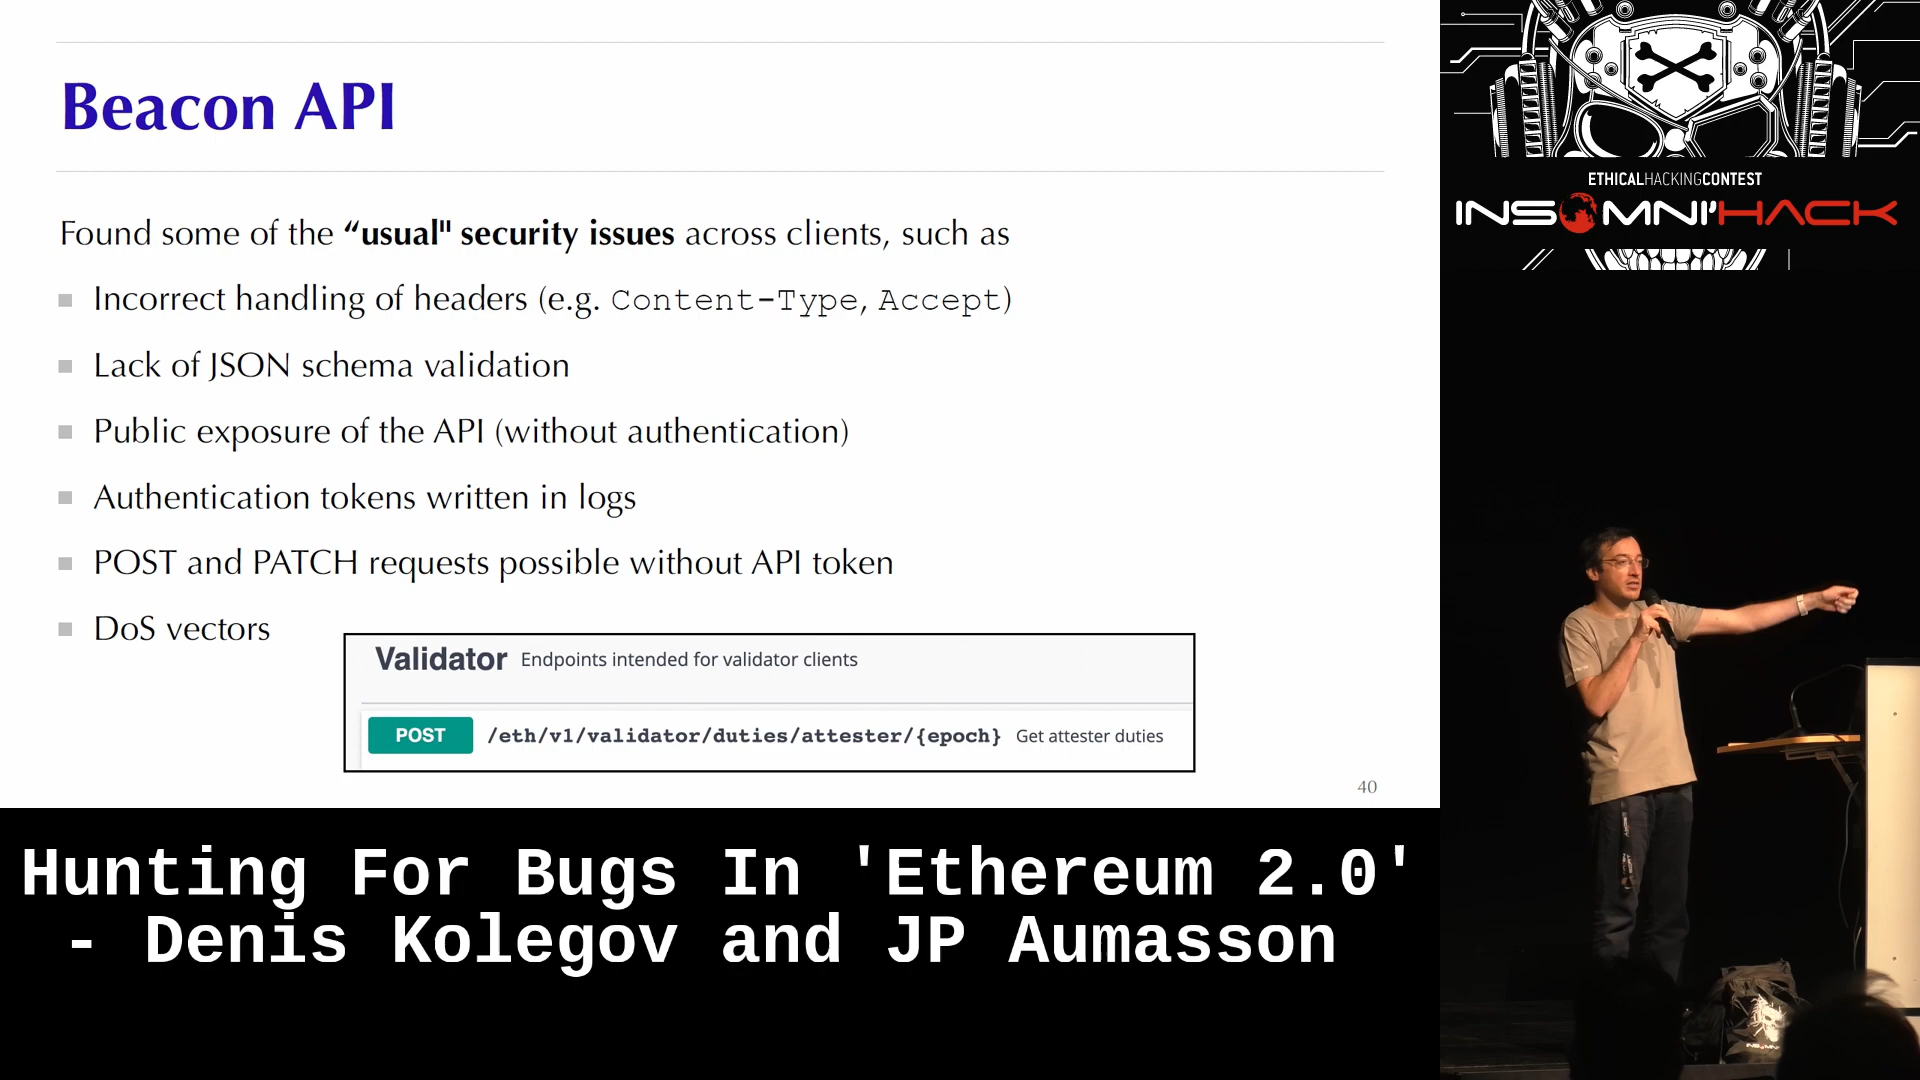 Beacon API
Found some of the “usual" security issues across clients, such as
Incorrect handling of headers (e.g. Content-Type, Accept)
Lack of JSON schema validation
Public exposure of the API (without authentication)
Authentication tokens written in logs
POST and PATCH requests possible without API token
DoS vectors
Validator Endpoints intended for validator clients
POST /eth/v1/validator/duties/attester/{epoch} Get attester duties
40
Hunting For Bugs In 'Ethereum 2.0'
- Denis Kolegov and JP Aumasson
ETHICALHACKINGCONTEST
INSOMNI'HACK